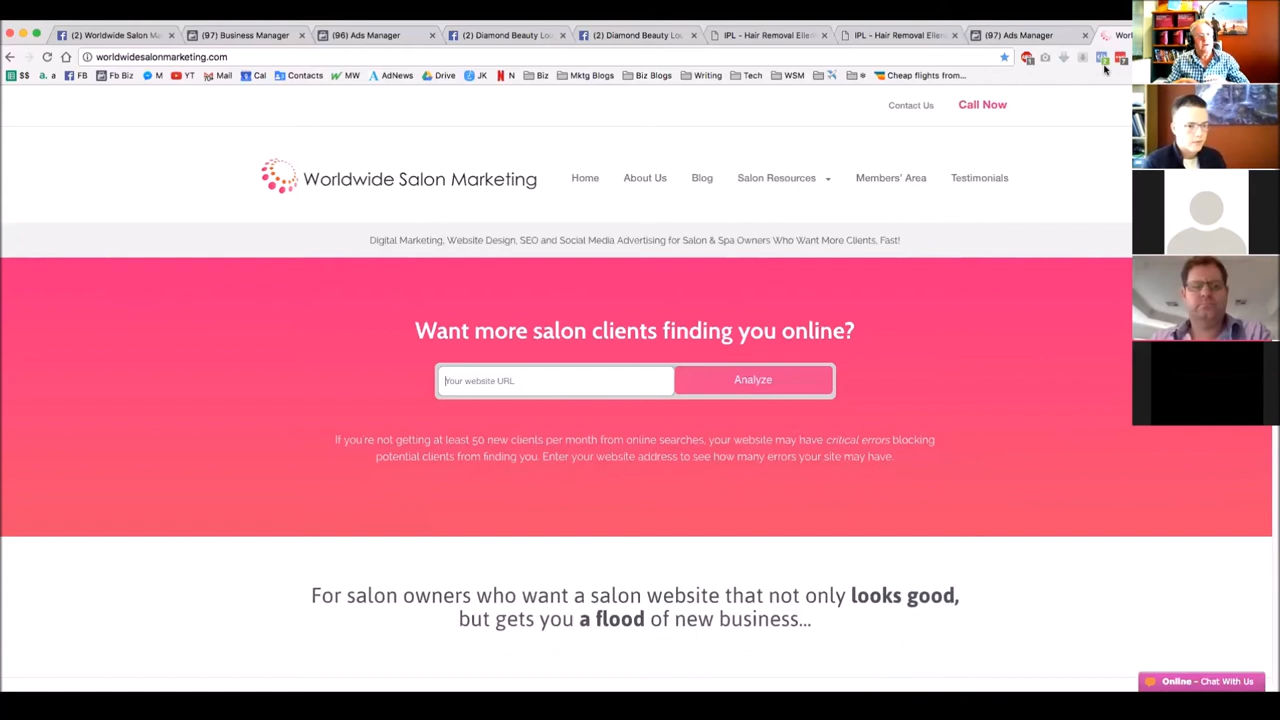 (2) Worldwide Salon Ma
(97) Business Manager
(96) Ads Manager
(2) Diamond Beauty Lou
(2) Diamond Beauty Lou
IPL - Hair Removal Ellen
IPL - Hair Removal Ellen
(97) Ads Manager
worldwidesalonmarketing.com
$$ a. a FB Fb Biz M YT Mail Cal Contacts MW AdNews Drive JK N Biz Mktg Blogs Biz Blogs Writing Tech WSM Cheap flights from...
Contact Us Call Now
Worldwide Salon Marketing
Home About Us Blog Salon Resources Members' Area Testimonials
Digital Marketing, Website Design, SEO and Social Media Advertising for Salon & Spa Owners Who Want More Clients, Fast!
Want more salon clients finding you online?
Your website URL Analyze
If you're not getting at least 50 new clients per month from online searches, your website may have critical errors blocking
potential clients from finding you. Enter your website address to see how many errors your site may have.
For salon owners who want a salon website that not only looks good,
but gets you a flood of new business...
Online - Chat With Us